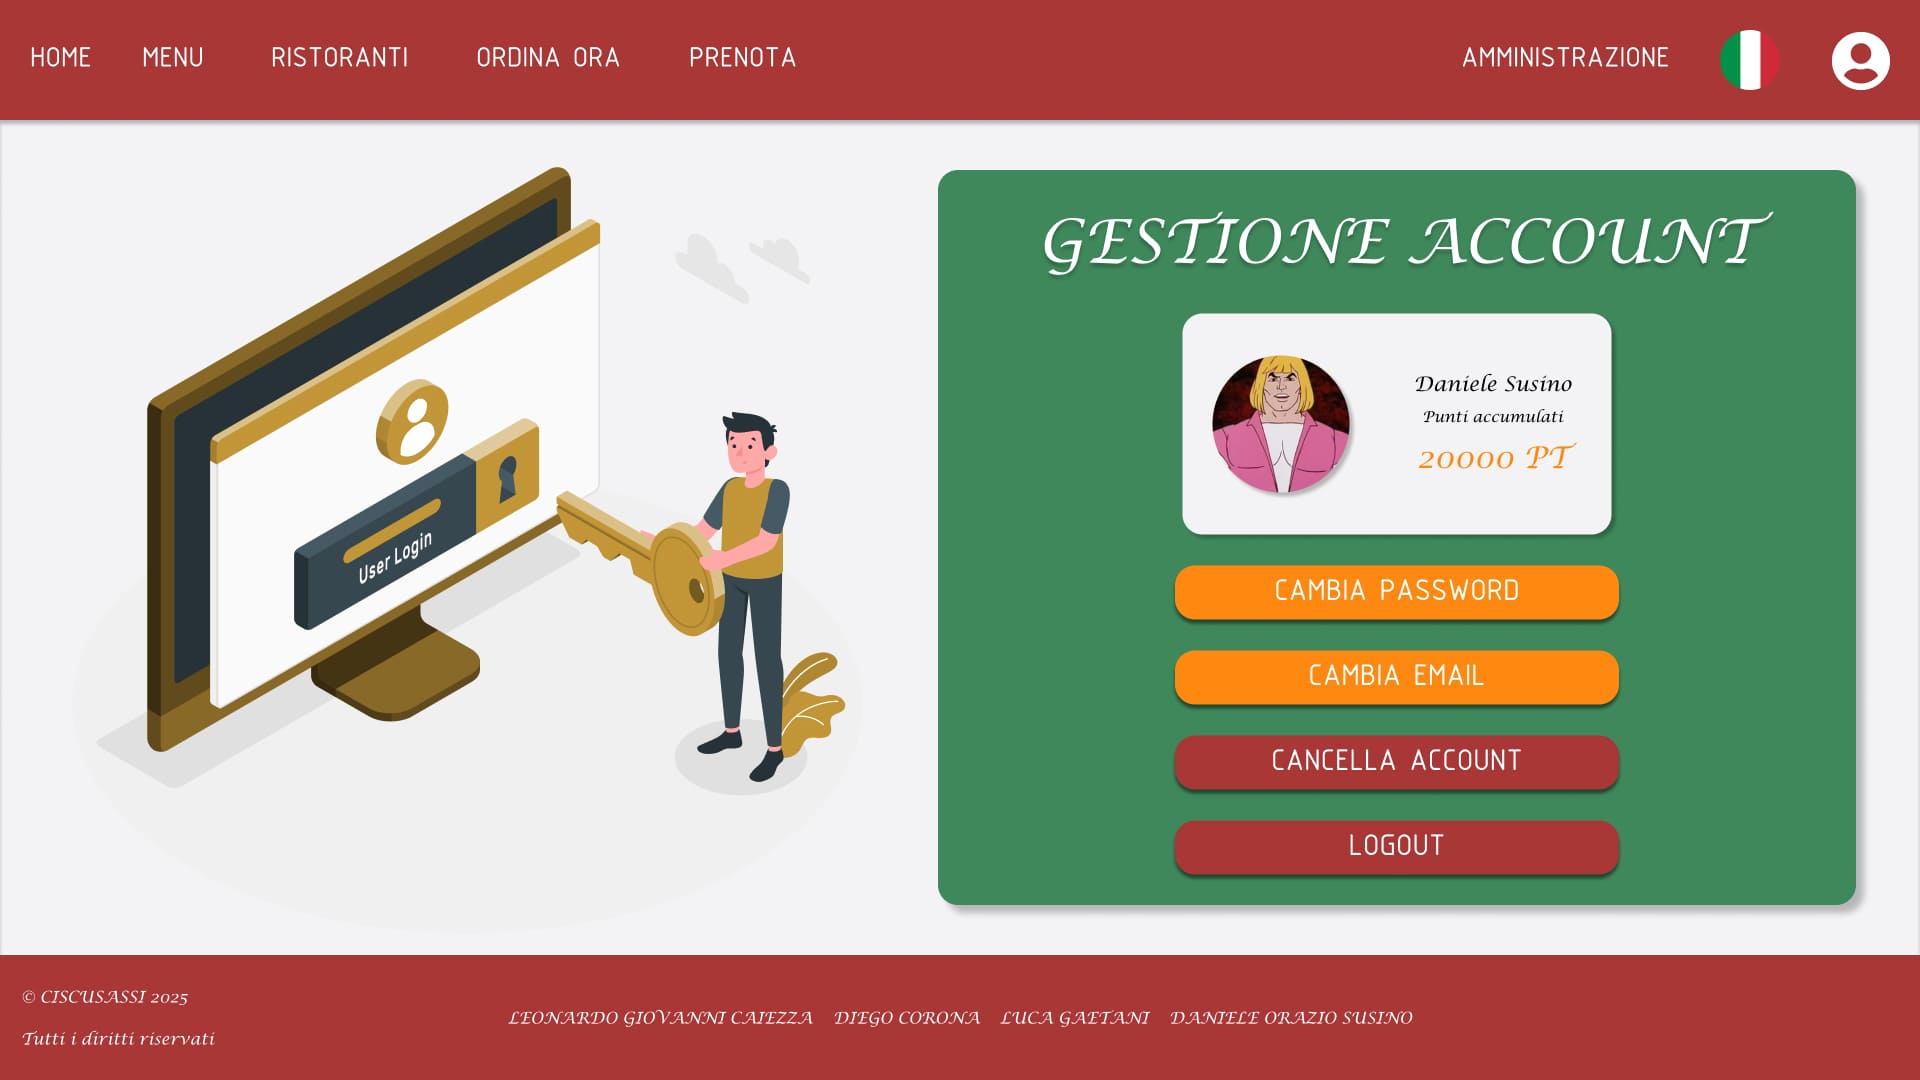 HOME MENU RISTORANTI ORDINA ORA PRENOTA AMMINISTRAZIONE
User Login
GESTIONE ACCOUNT
Daniele Susino
Punti accumulati
20000 PT
CAMBIA PASSWORD
CAMBIA EMAIL
CANCELLA ACCOUNT
LOGOUT
© CISCUSASSI 2025
Tutti i diritti riservati
LEONARDO GIOVANNI CAIEZZA DIEGO CORONA LUCA GAETANI DANIELE ORAZIO SUSINO